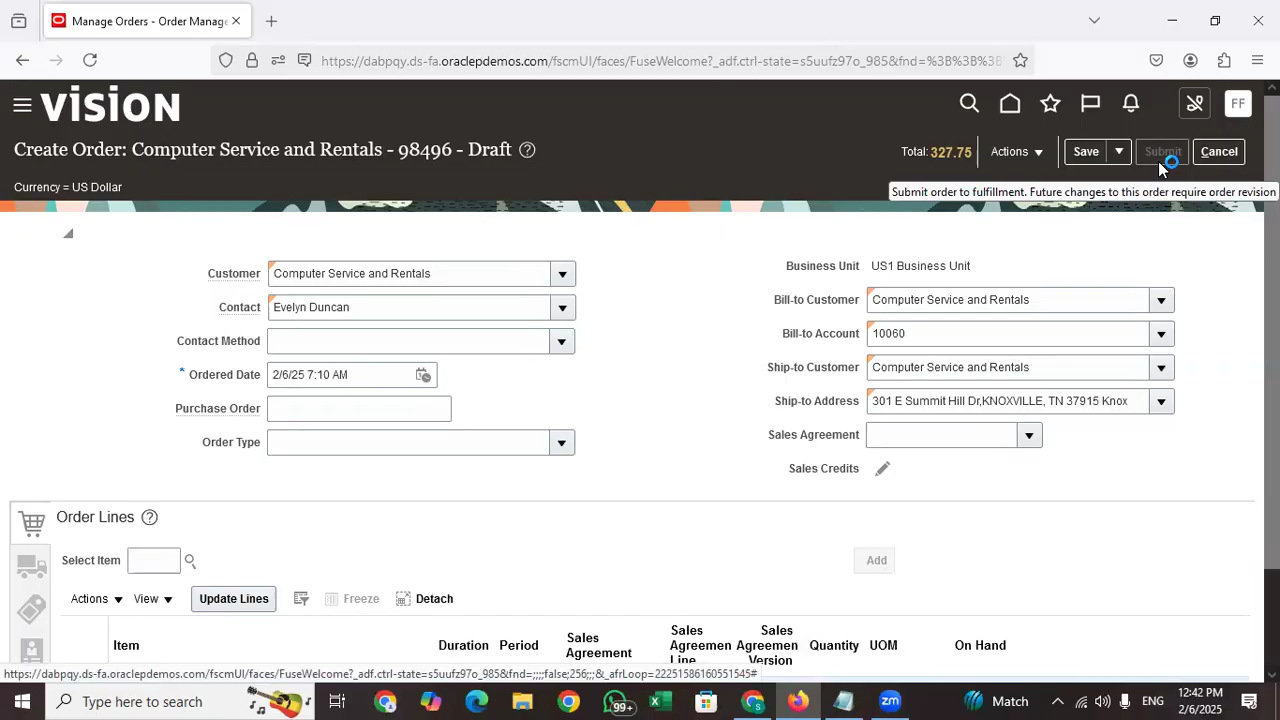 Manage Orders - Order Manage
https://dabpqy.ds-fa.oraclepdemos.com/fscmUI/faces/FuseWelcome?_adf.ctrl-state=s5uufz97o_985&fnd=%3B%3B%3B
VISION
FF
Create Order: Computer Service and Rentals - 98496 - Draft
Total: 327.75
Actions
Save
Submit
Cancel
Currency = US Dollar
Submit order to fulfillment. Future changes to this order require order revision
Customer Computer Service and Rentals
Contact Evelyn Duncan
Contact Method
* Ordered Date 2/6/25 7:10 AM
Purchase Order
Order Type
Business Unit US1 Business Unit
Bill-to Customer Computer Service and Rentals
Bill-to Account 10060
Ship-to Customer Computer Service and Rentals
Ship-to Address 301 E Summit Hill Dr,KNOXVILLE, TN 37915 Knox
Sales Agreement
Sales Credits
Order Lines
Select Item
Add
Actions View Update Lines Freeze Detach
Item
Duration
Period
Sales
Agreement
Sales
Agreemen
Line
Sales
Agreemen
Version
Quantity
UOM
On Hand
https://dabpqy.ds-fa.oraclepdemos.com/fscmUI/faces/FuseWelcome?_adf.ctrl-state=s5uufz97o_985&fnd=;;;;false;256;;;&_afrLoop=22251586160551545#
Type here to search
99+
Match
ENG
12:42 PM
2/6/2025